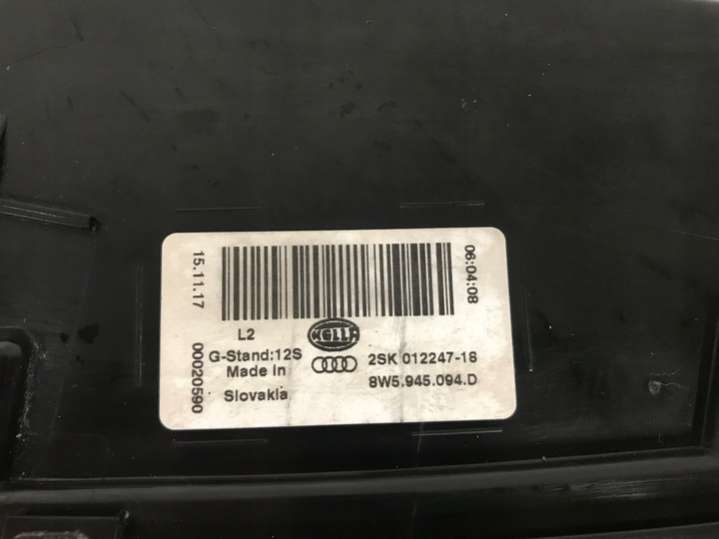 15.11.17
00020590
06:04:08
L2
HELLA
G-Stand:12S
2SK 012247-18
Made in
8W5.945.094.D
Slovakia